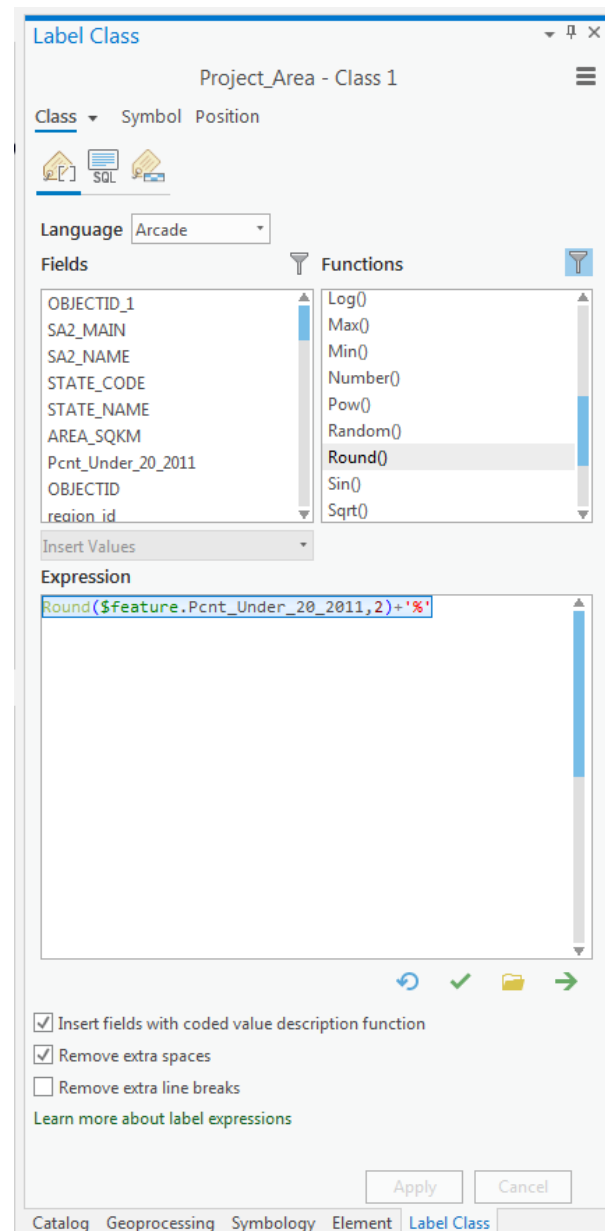 Label Class
Project_Area - Class 1
Class Symbol Position
SQL
Language Arcade
Fields Functions
OBJECTID_1
SA2_MAIN
SA2_NAME
STATE_CODE
STATE_NAME
AREA_SQKM
Pcnt_Under_20_2011
OBJECTID
region_id
Log()
Max()
Min()
Number()
Pow()
Random()
Round()
Sin()
Sqrt()
Insert Values
Expression
Round($feature.Pcnt_Under_20_2011,2)+'%'
Insert fields with coded value description function
Remove extra spaces
Remove extra line breaks
Learn more about label expressions
Apply Cancel
Catalog Geoprocessing Symbology Element Label Class